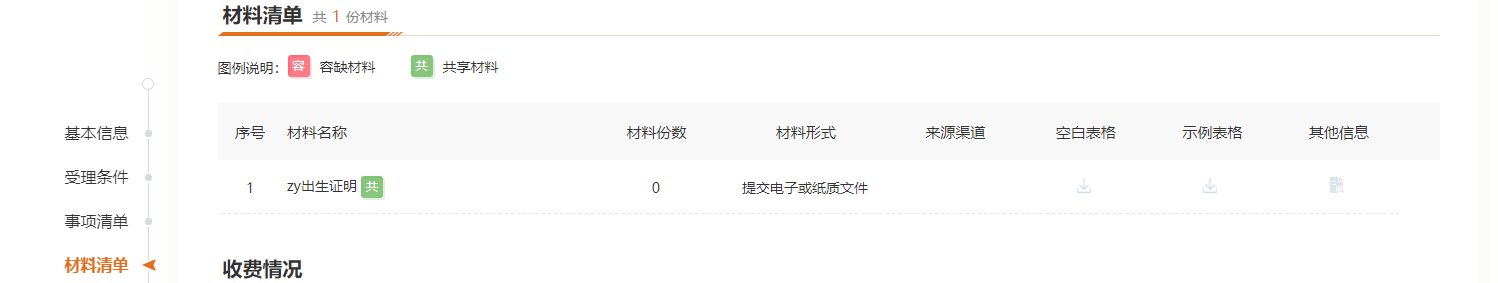 材料清单 共 1 份材料
图例说明： 容 容缺材料 共 共享材料
序号 材料名称 材料份数 材料形式 来源渠道 空白表格 示例表格 其他信息
1 zy出生证明 共 0 提交电子或纸质文件
收费情况
基本信息
受理条件
事项清单
材料清单